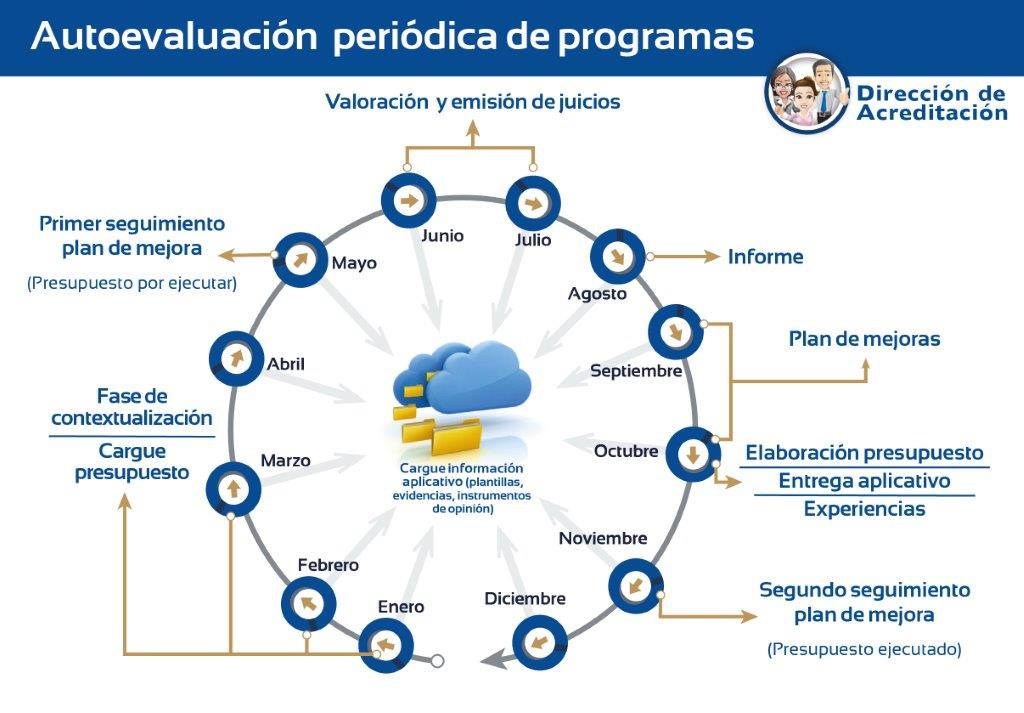 Autoevaluación periódica de programas
Dirección de
Acreditación
Valoración y emisión de juicios
Primer seguimiento
plan de mejora
(Presupuesto por ejecutar)
Junio
Julio
Mayo
Informe
Agosto
Plan de mejoras
Abril
Septiembre
Fase de
contextualización
Cargue
presupuesto
Marzo
Cargue información
aplicativo (plantillas,
evidencias, instrumentos
de opinión)
Octubre
Elaboración presupuesto
Entrega aplicativo
Experiencias
Noviembre
Febrero
Enero
Diciembre
Segundo seguimiento
plan de mejora
(Presupuesto ejecutado)